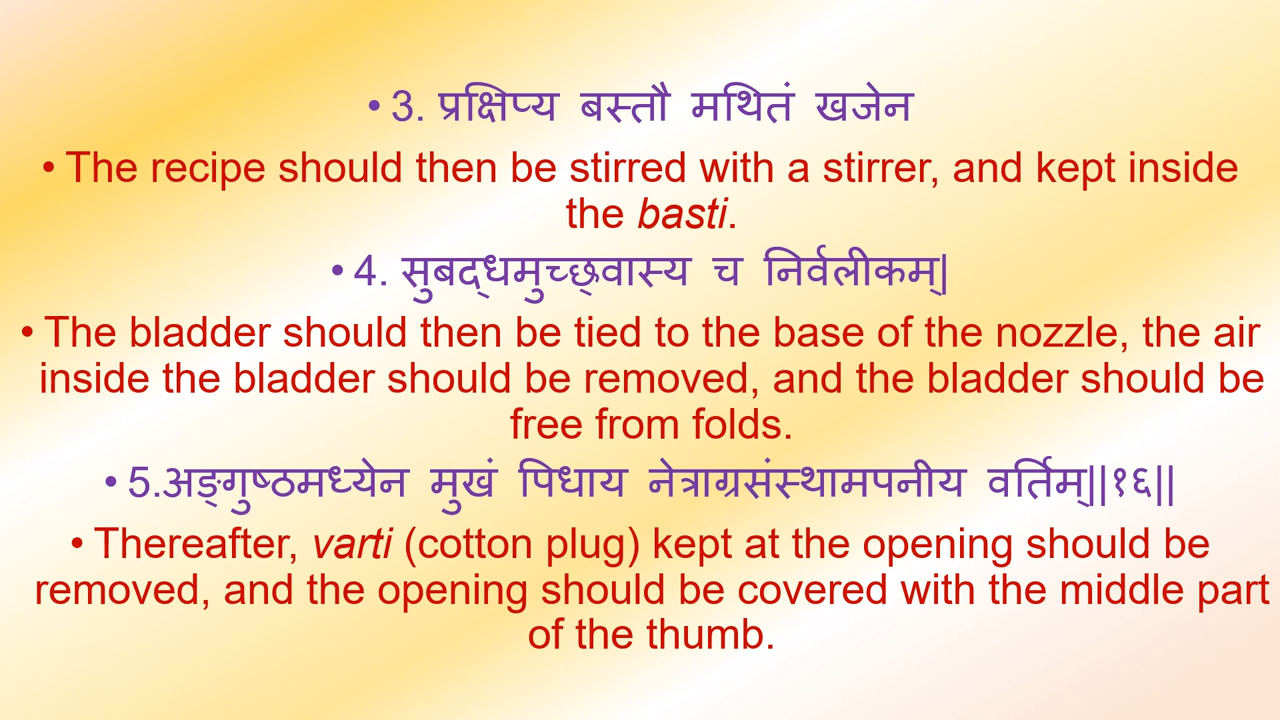 • 3. प्रक्षिप्य बस्तौ मथितं खजेन
• The recipe should then be stirred with a stirrer, and kept inside
the basti.
• 4. सुबद्धमुच्छ्वास्य च निर्वलीकम्|
• The bladder should then be tied to the base of the nozzle, the air
inside the bladder should be removed, and the bladder should be
free from folds.
• 5.अङ्गुष्ठमध्येन मुखं पिधाय नेत्राग्रसंस्थामपनीय वर्तिम्||१६||
• Thereafter, varti (cotton plug) kept at the opening should be
removed, and the opening should be covered with the middle part
of the thumb.